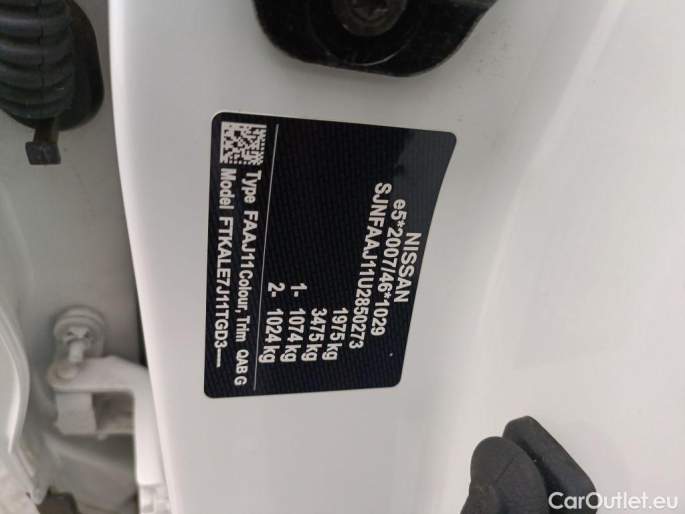 NISSAN
e5*2007/46*1029
SJNFAAJ11U2850273
1975 kg
3475 kg
1- 1074 kg
2- 1024 kg
Type FAAJ11 Colour, Trim QAB G
Model FTKALE7J11TGD3----
CarOutlet.eu